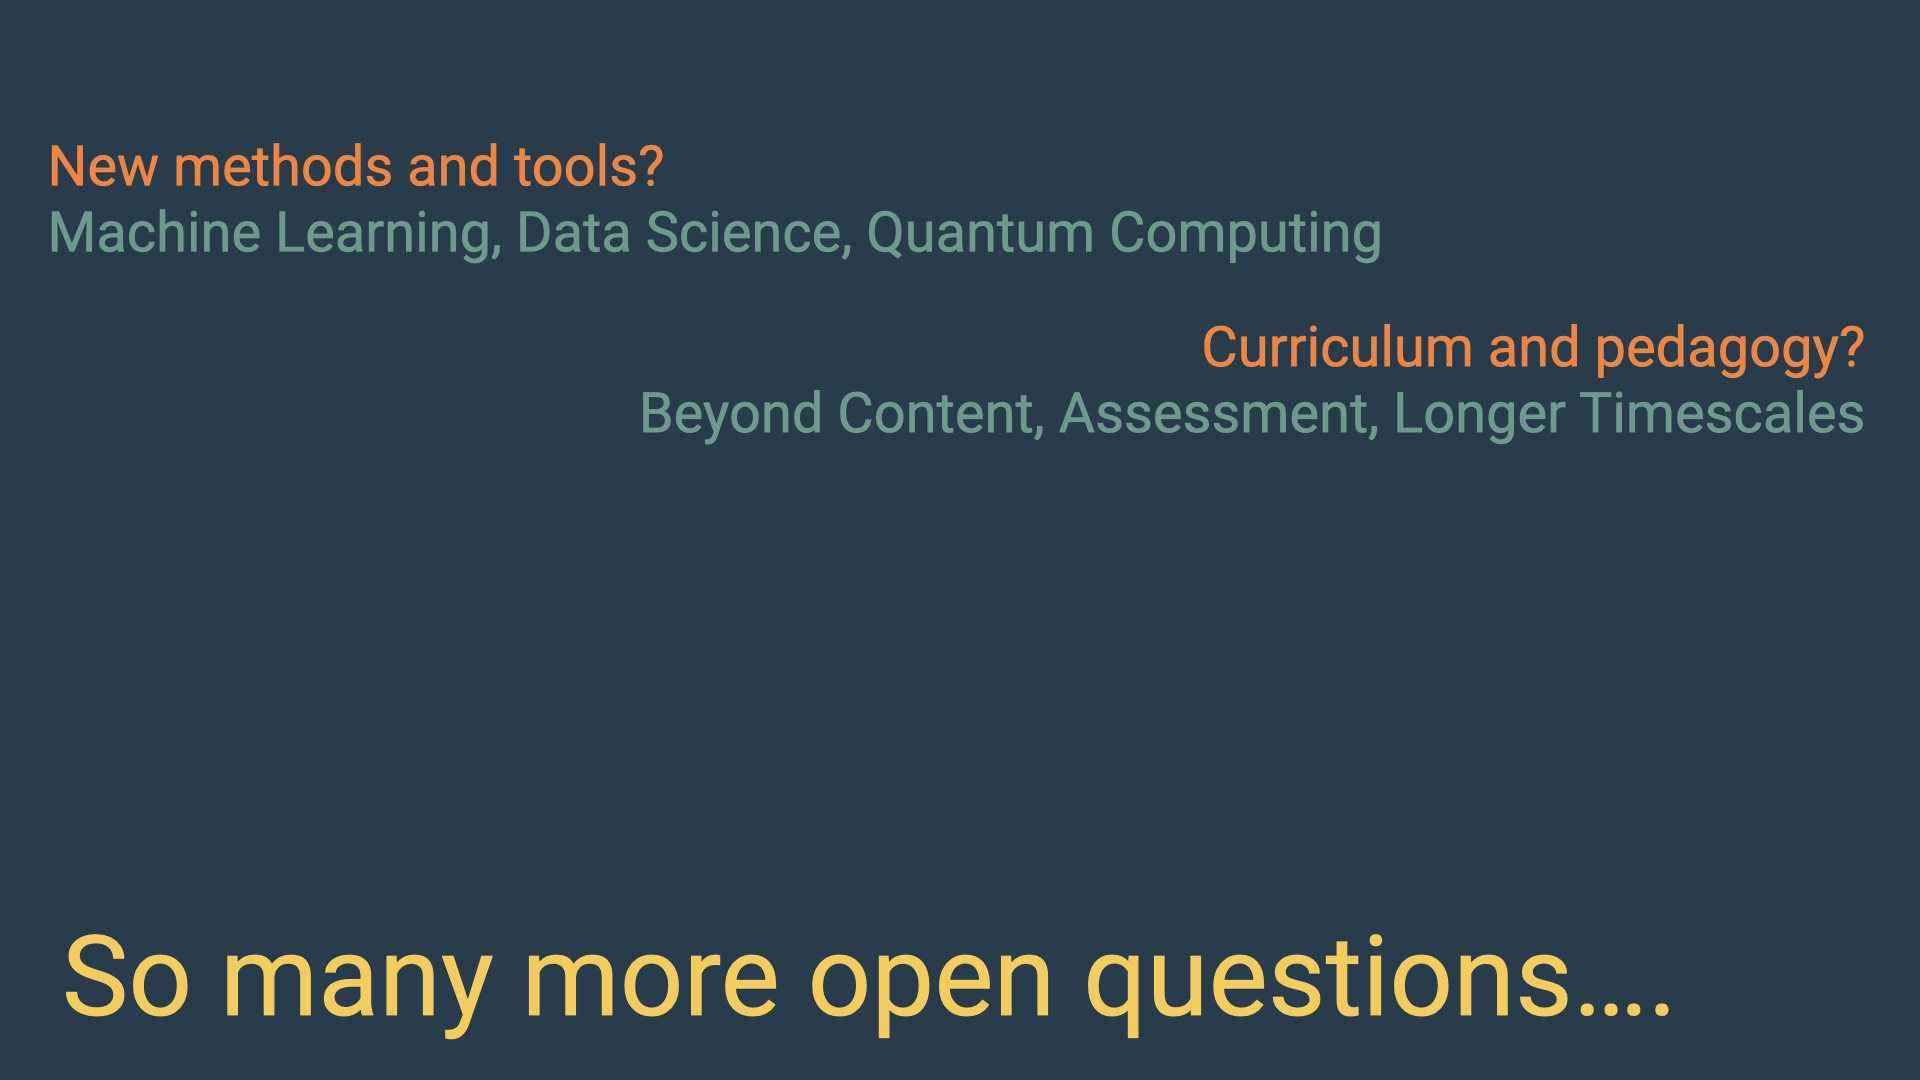 New methods and tools?
Machine Learning, Data Science, Quantum Computing
Curriculum and pedagogy?
Beyond Content, Assessment, Longer Timescales
So many more open questions….